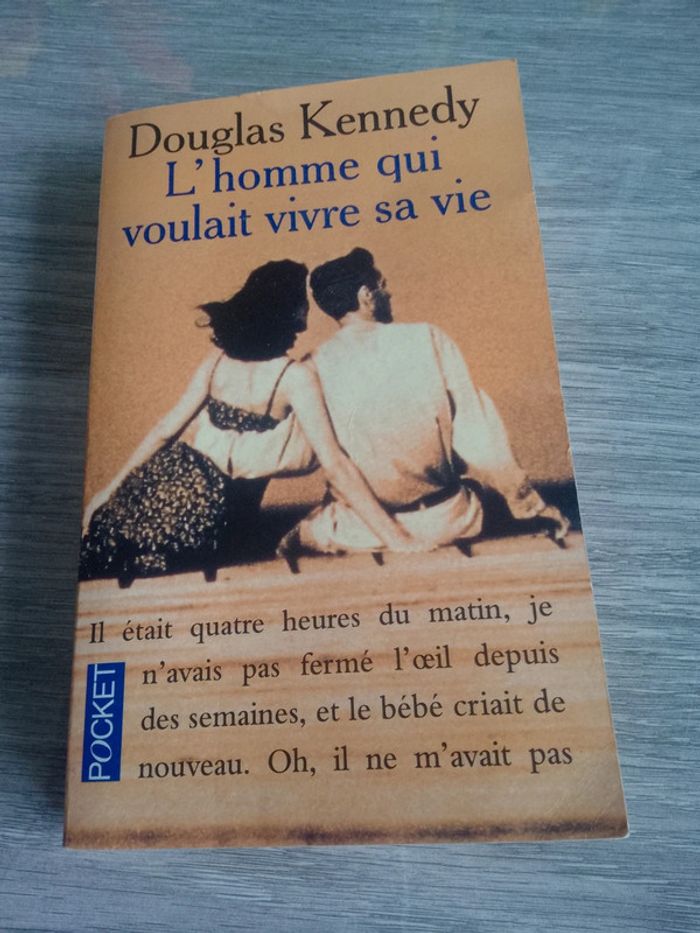 Douglas Kennedy
L'homme qui
voulait vivre sa vie
Il était quatre heures du matin, je
n'avais pas fermé l'œil depuis
des semaines, et le bébé criait de
nouveau. Oh, il ne m'avait pas
POCKET